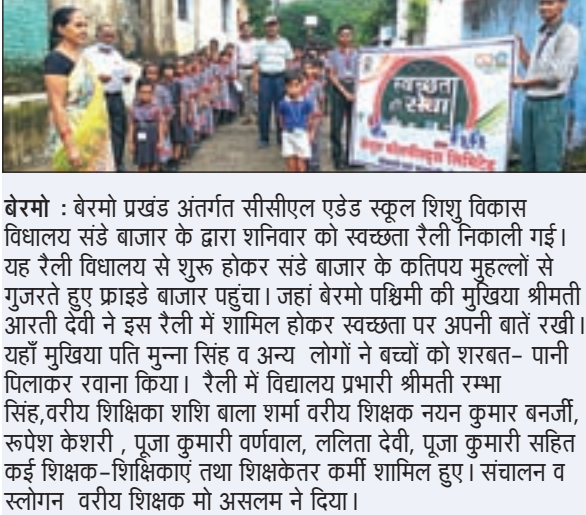 स्वच्छता
ही सेवा
बेरमो : बेरमो प्रखंड अंतर्गत सीसीएल एडेड स्कूल शिशु विकास
विधालय संडे बाजार के द्वारा शनिवार को स्वच्छता रैली निकाली गई।
यह रैली विधालय से शुरू होकर संडे बाजार के कतिपय मुहल्लों से
गुजरते हुए फ्राइडे बाजार पहुंचा। जहां बेरमो पश्चिमी की मुखिया श्रीमती
आरती देवी ने इस रैली में शामिल होकर स्वच्छता पर अपनी बातें रखी।
यहाँ मुखिया पति मुन्ना सिंह व अन्य लोगों ने बच्चों को शरबत- पानी
पिलाकर रवाना किया। रैली में विद्यालय प्रभारी श्रीमती रम्भा
सिंह,वरीय शिक्षिका शशि बाला शर्मा वरीय शिक्षक नयन कुमार बनर्जी,
रूपेश केशरी , पूजा कुमारी वर्णवाल, ललिता देवी, पूजा कुमारी सहित
कई शिक्षक-शिक्षिकाएं तथा शिक्षकेतर कर्मी शामिल हुए। संचालन व
स्लोगन वरीय शिक्षक मो असलम ने दिया।